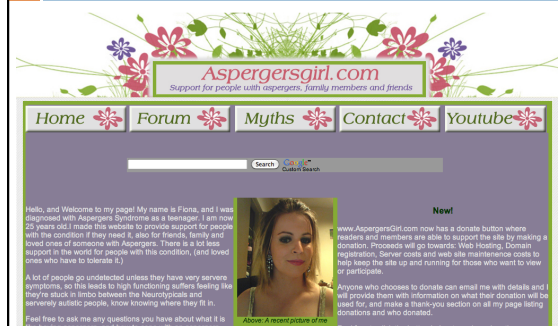 Aspergersgirl.com
Support for people with aspergers, family members and friends
Home
Forum
Myths
Contact
Youtube
Search
Google™
Custom Search
Hello, and Welcome to my page! My name is Fiona, and I was
diagnosed with Aspergers Syndrome as a teenager. I am now
25 years old.I made this website to provide support for people
with the condition if they need it, also for friends, family and
loved ones of someone with Aspergers. There is a lot less
support in the world for people with this condition, (and loved
ones who have to tolerate it.)
A lot of people go undetected unless they have very servere
symptoms, so this leads to high functioning suffers feeling like
they're stuck in limbo between the Neurotypicals and
serverely autistic people, know knowing where they fit in.
Feel free to ask me any questions you have about what it is
Above: A recent picture of me
New!
www.AspergersGirl.com now has a donate button where
readers and members are able to support the site by making a
donation. Proceeds will go towards: Web Hosting, Domain
registration, Server costs and web site maintenence costs to
help keep the site up and running for those who want to view
or participate.
Anyone who chooses to donate can email me with details and I
will provide them with information on what their donation will be
used for, and make a thank-you section on all my page listing
donations and who donated.